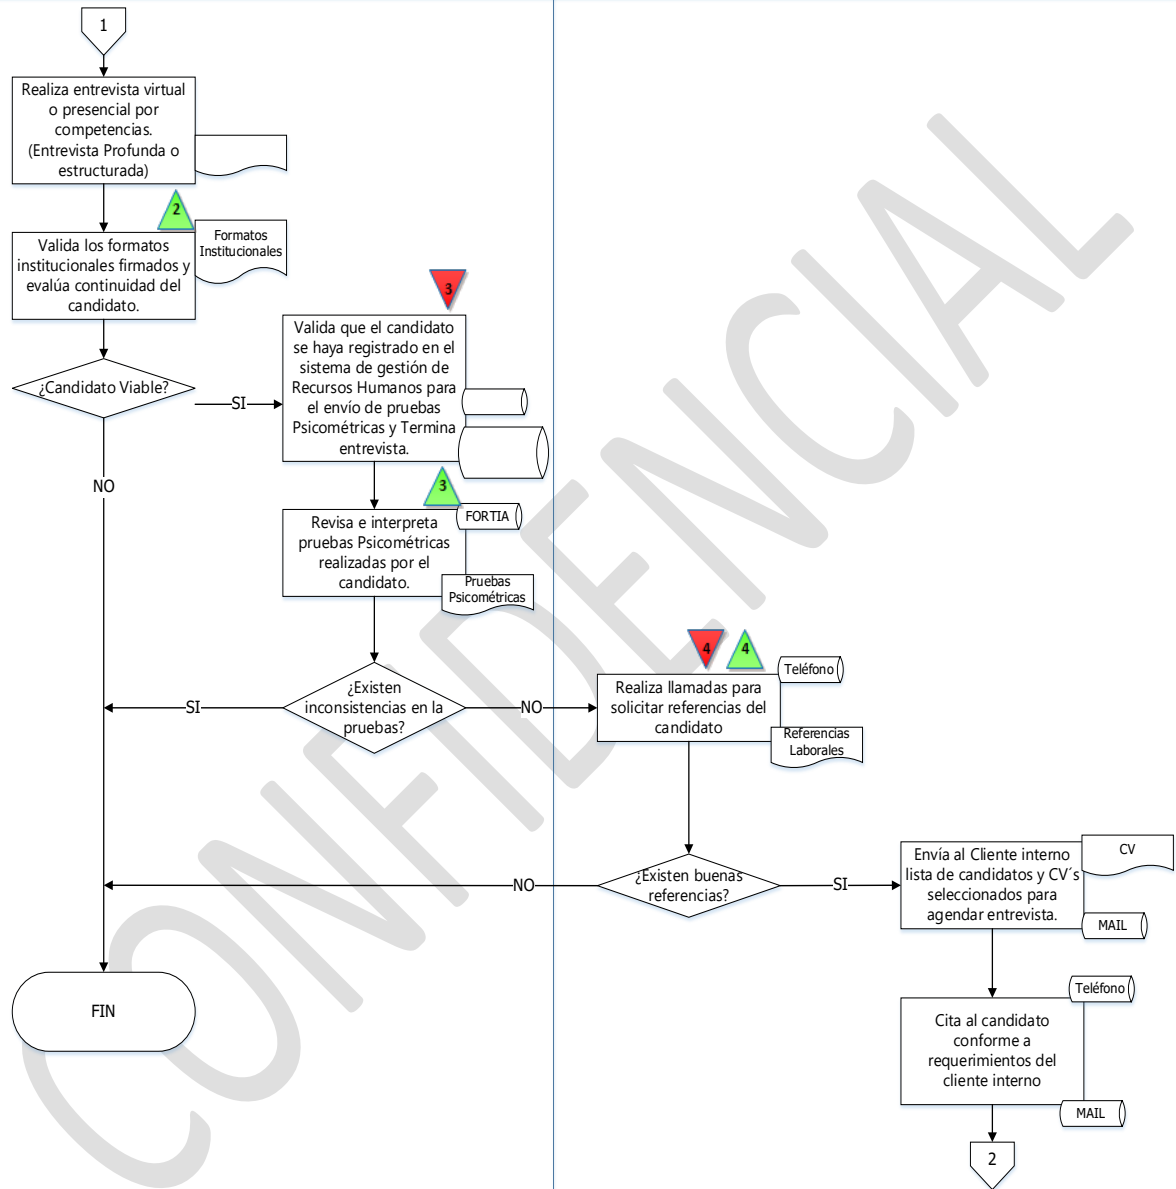 1
Realiza entrevista virtual
o presencial por
competencias.
(Entrevista Profunda o
estructurada)
2
Formatos
Institucionales
Valida los formatos
institucionales firmados y
evalúa continuidad del
candidato.
3
Valida que el candidato
se haya registrado en el
sistema de gestión de
Recursos Humanos para
el envío de pruebas
Psicométricas y Termina
entrevista.
¿Candidato Viable?
SI
NO
3
FORTIA
Revisa e interpreta
pruebas Psicométricas
realizadas por el
candidato.
Pruebas
Psicométricas
4
4
Teléfono
¿Existen
inconsistencias en la
pruebas?
SI
NO
Realiza llamadas para
solicitar referencias del
candidato
Referencias
Laborales
¿Existen buenas
referencias?
NO
SI
CV
Envía al Cliente interno
lista de candidatos y CV´s
seleccionados para
agendar entrevista.
MAIL
FIN
Teléfono
Cita al candidato
conforme a
requerimientos del
cliente interno
MAIL
2
CONFIDENCIAL